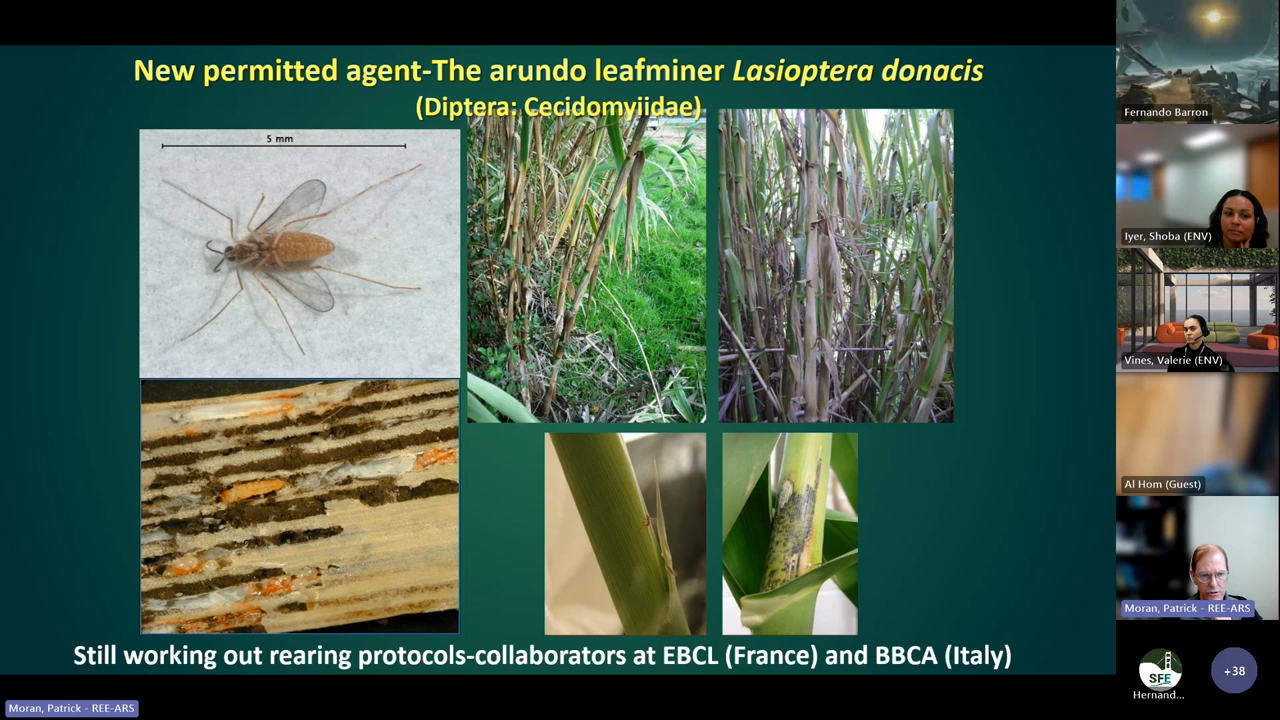 New permitted agent-The arundo leafminer Lasioptera donacis
(Diptera: Cecidomyiidae)
5 mm
Still working out rearing protocols-collaborators at EBCL (France) and BBCA (Italy)
Moran, Patrick - REE-ARS
Fernando Barron
Iyer, Shoba (ENV)
Vines, Valerie (ENV)
Al Hom (Guest)
Moran, Patrick - REE-ARS
SFE
Hernand...
+38